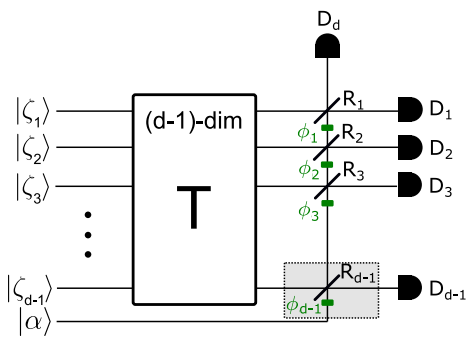 D_d
|ζ_1⟩ (d-1)-dim R_1 D_1
ϕ_1
|ζ_2⟩ R_2 D_2
ϕ_2
|ζ_3⟩ T R_3 D_3
ϕ_3
R_{d-1}
|ζ_{d-1}⟩ D_{d-1}
ϕ_{d-1}
|α⟩